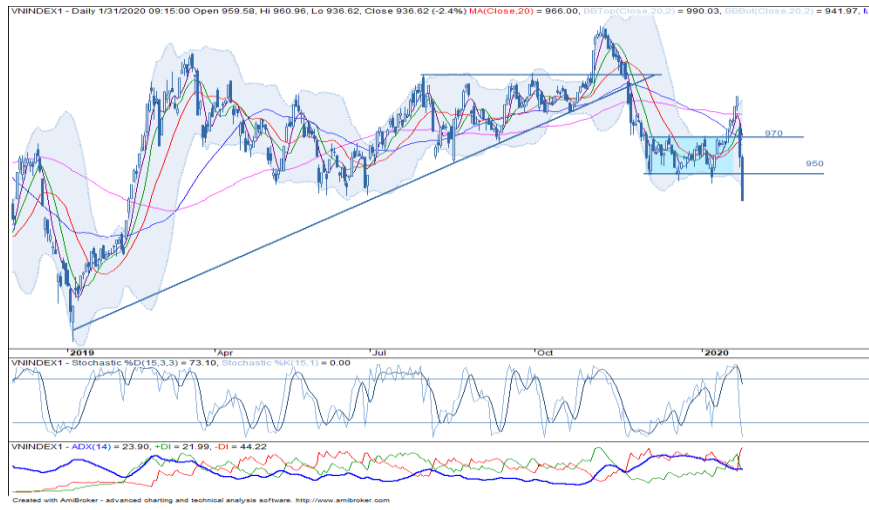 VNINDEX1 - Daily 1/31/2020 09:15:00 Open 959.58, Hi 960.96, Lo 936.62, Close 936.62 (-2.4%) MA(Close,20) = 966.00, BBTop(Close,20,2) = 990.03, BBBot(Close,20,2) = 941.97,
970
950
2019 Apr Jul Oct 2020
VNINDEX1 - Stochastic %D(15,3,3) = 73.10, Stochastic %K(15,1) = 0.00
VNINDEX1 - ADX(14) = 23.90, +DI = 21.99, -DI = 44.22
Created with AmiBroker - advanced charting and technical analysis software. http://www.amibroker.com